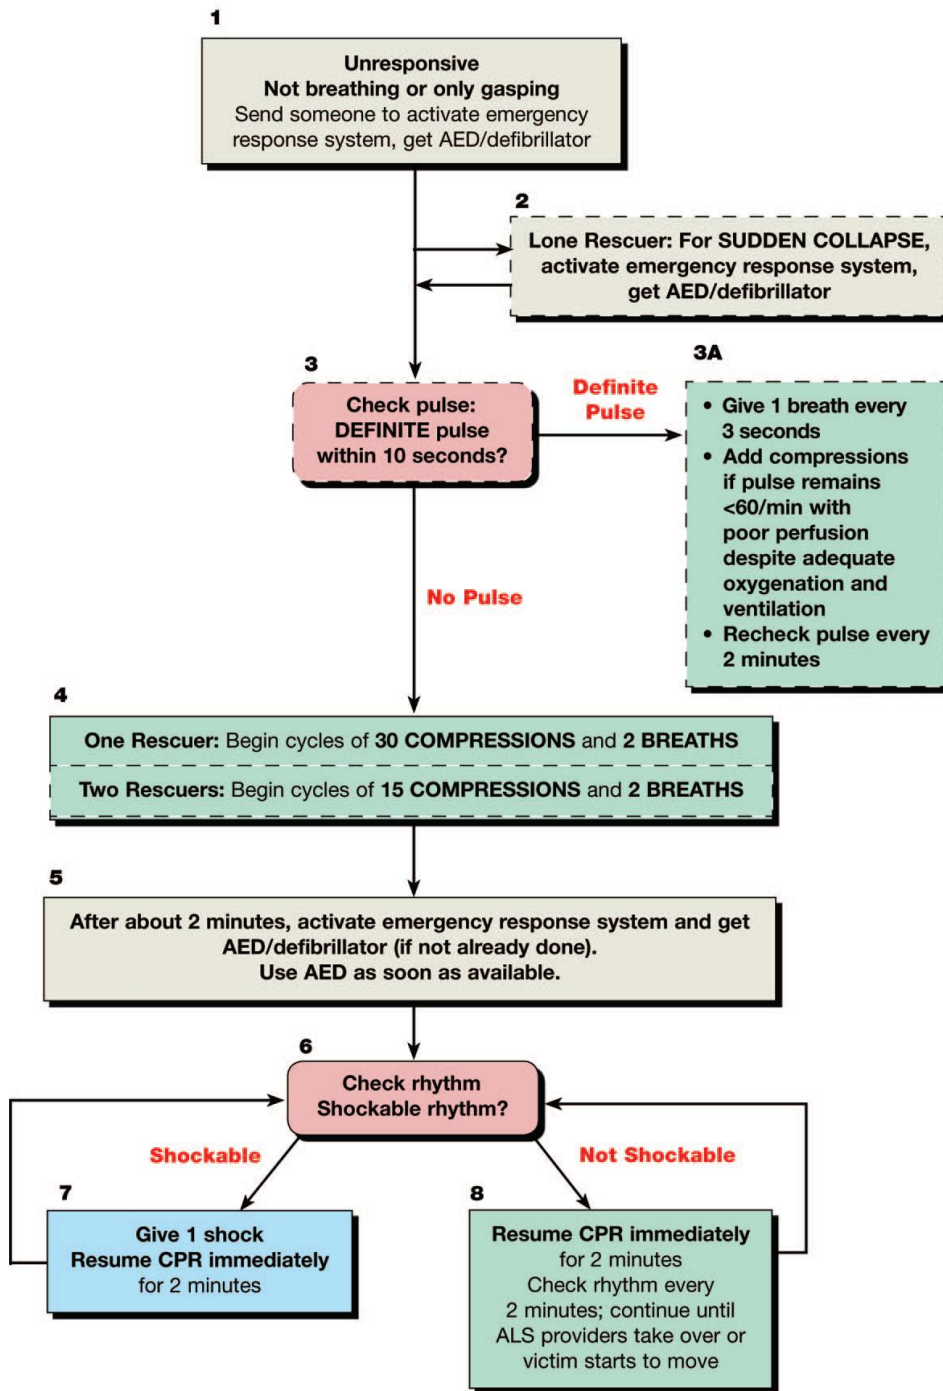 1
Unresponsive
Not breathing or only gasping
Send someone to activate emergency
response system, get AED/defibrillator
2
Lone Rescuer: For SUDDEN COLLAPSE,
activate emergency response system,
get AED/defibrillator
3
Check pulse:
DEFINITE pulse
within 10 seconds?
Definite
Pulse
3A
• Give 1 breath every
3 seconds
• Add compressions
if pulse remains
<60/min with
poor perfusion
despite adequate
oxygenation and
ventilation
• Recheck pulse every
2 minutes
No Pulse
4
One Rescuer: Begin cycles of 30 COMPRESSIONS and 2 BREATHS
Two Rescuers: Begin cycles of 15 COMPRESSIONS and 2 BREATHS
5
After about 2 minutes, activate emergency response system and get
AED/defibrillator (if not already done).
Use AED as soon as available.
6
Check rhythm
Shockable rhythm?
Shockable
Not Shockable
7
Give 1 shock
Resume CPR immediately
for 2 minutes
8
Resume CPR immediately
for 2 minutes
Check rhythm every
2 minutes; continue until
ALS providers take over or
victim starts to move